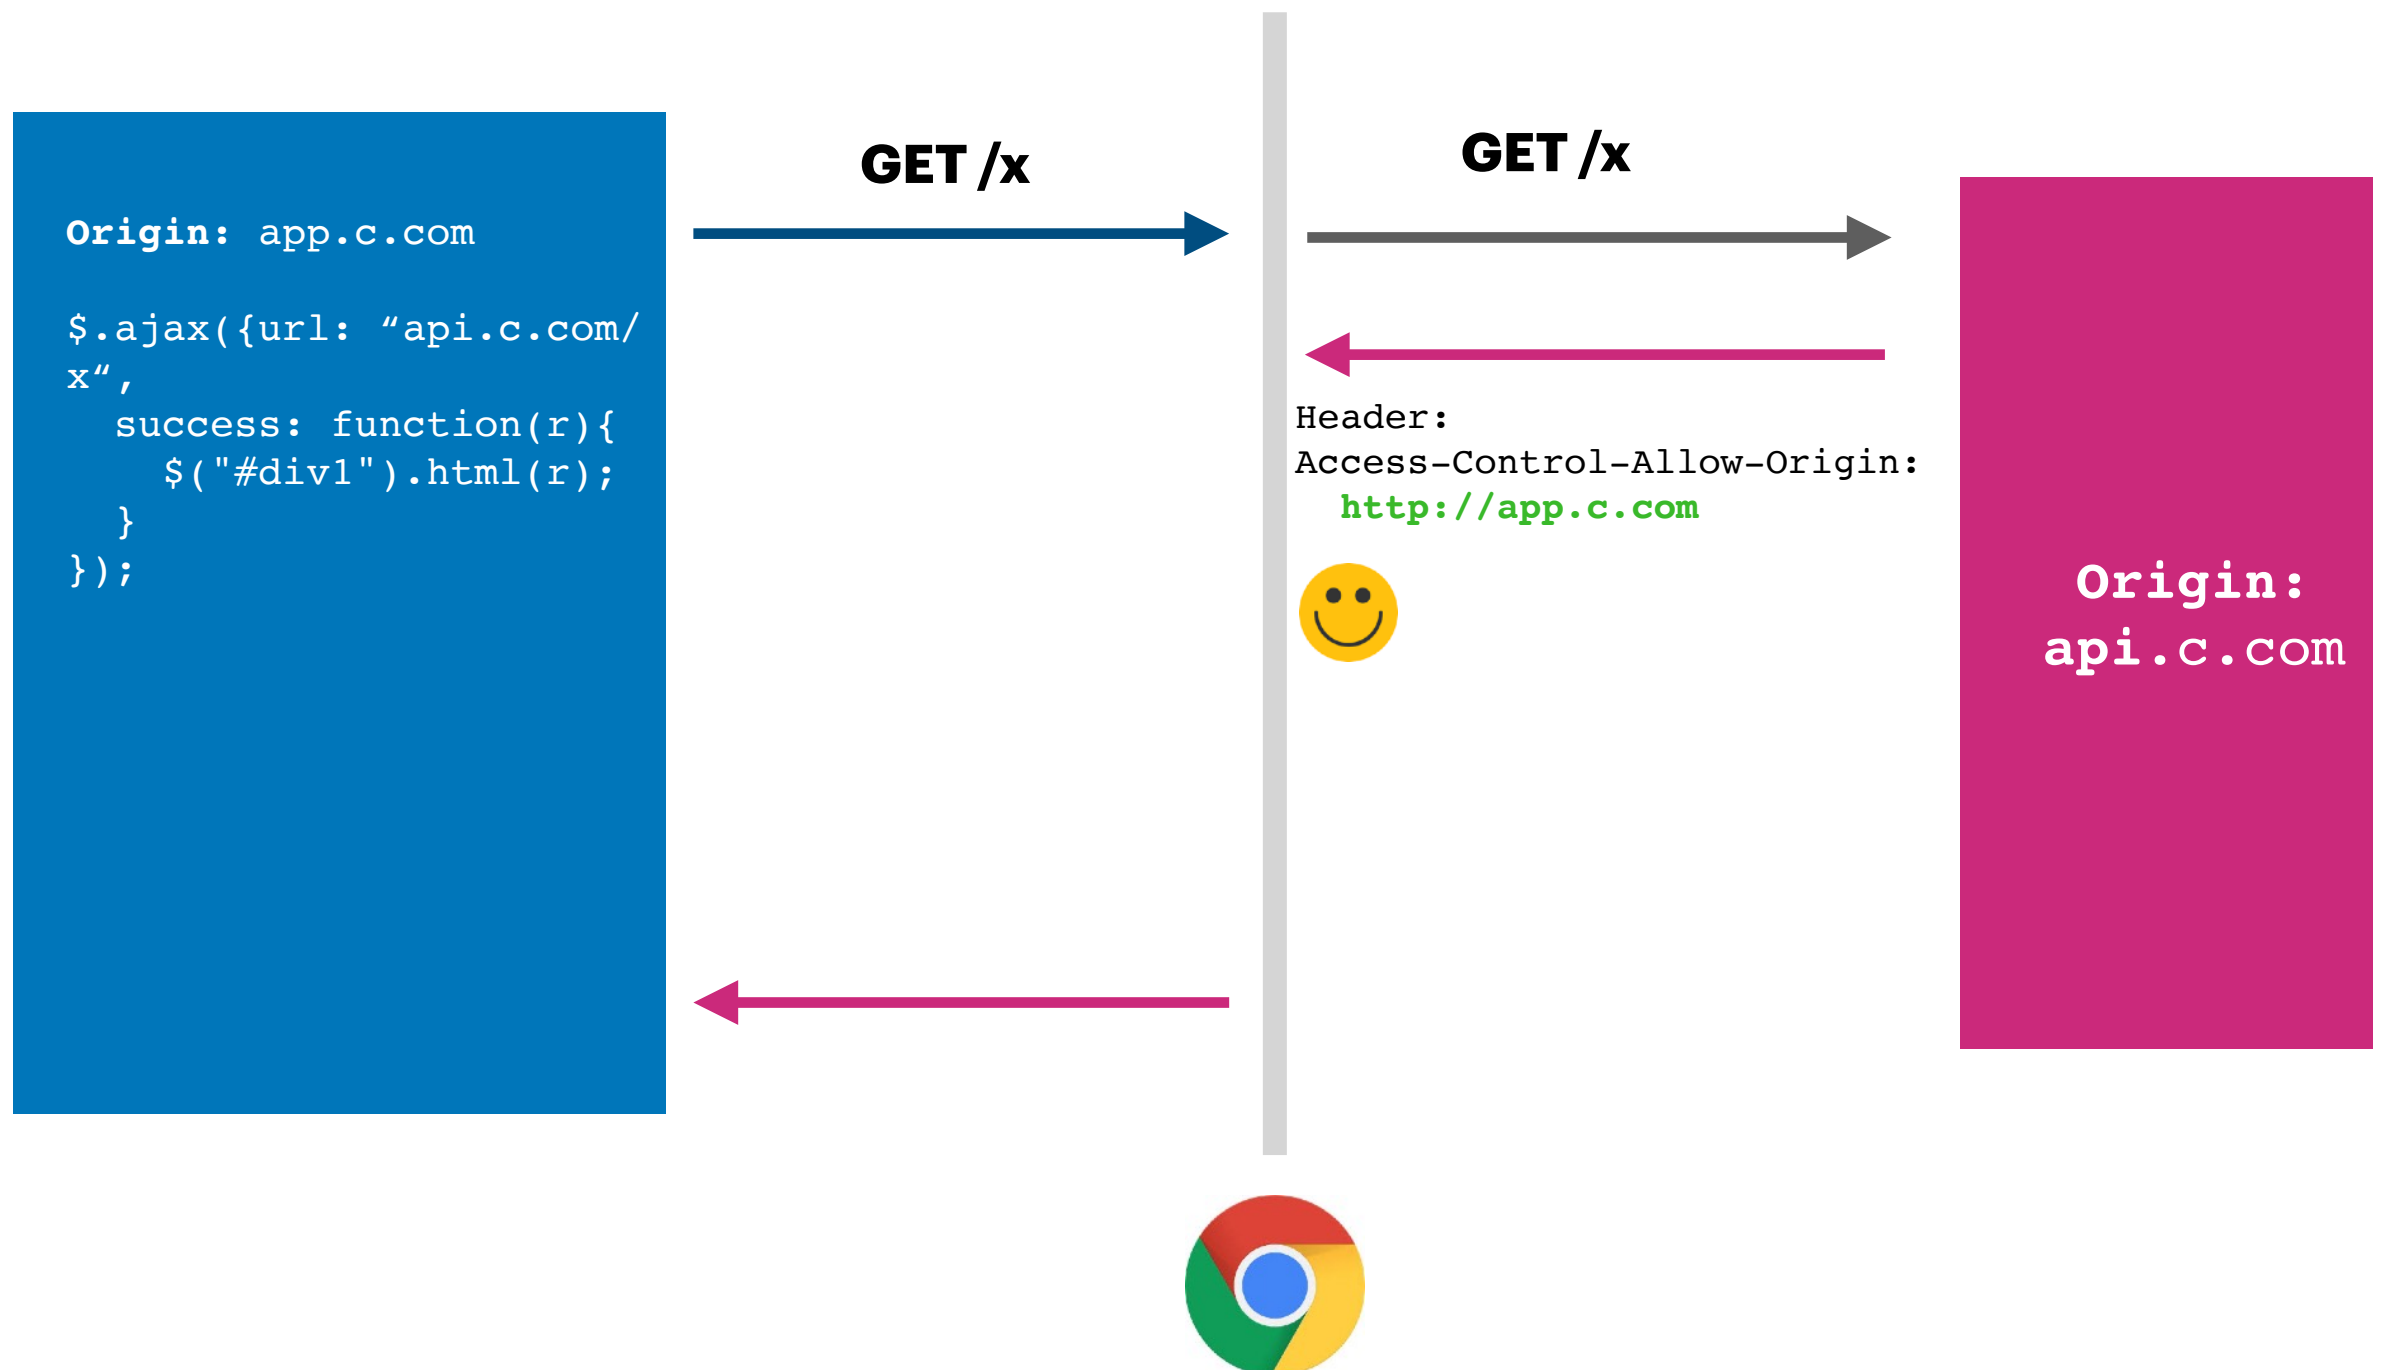 Origin: app.c.com
$.ajax({url: “api.c.com/
x“,
  success: function(r){
    $("#div1").html(r);
  }
});
GET /x
GET /x
Header:
Access-Control-Allow-Origin:
  http://app.c.com
Origin:
api.c.com